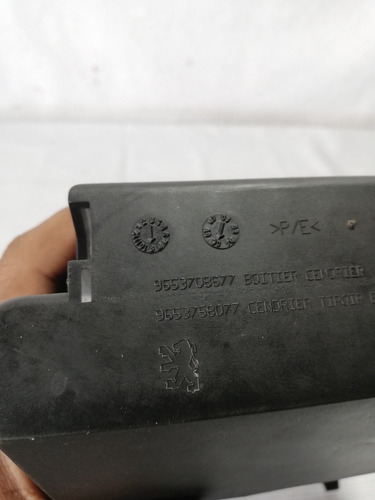 >P/E<
9653708677 BOITIER CENDRIER
9653758077 CENDRIER TIROIR